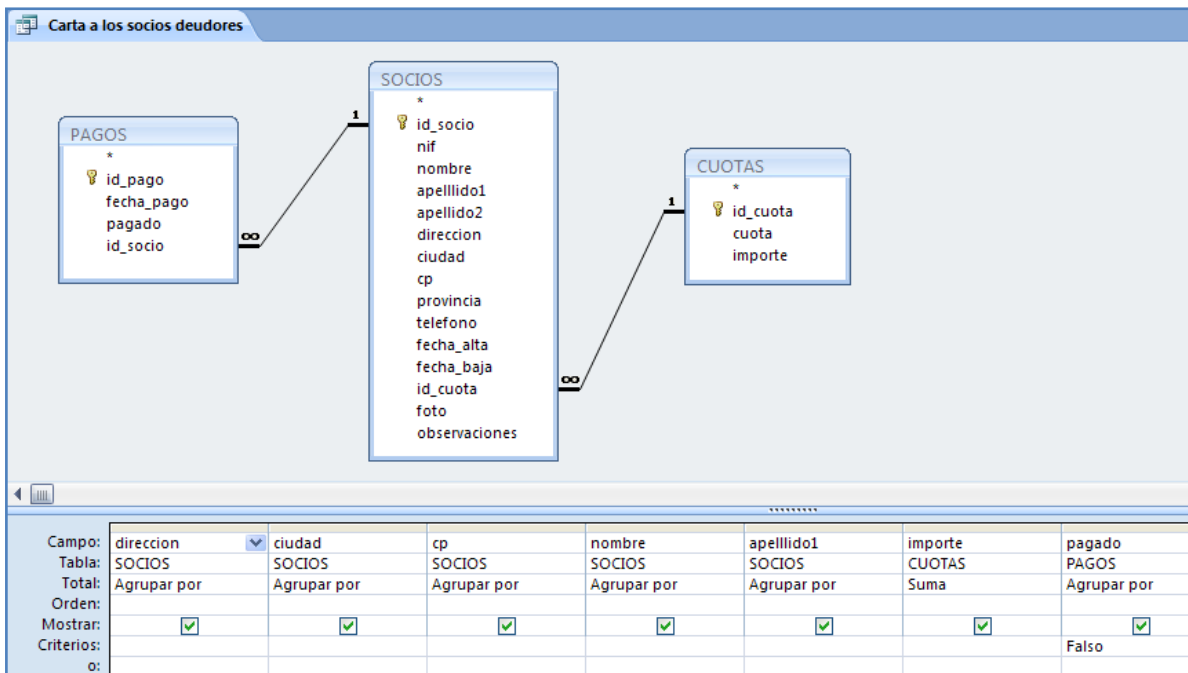 Carta a los socios deudores
PAGOS
*
id_pago
fecha_pago
pagado
id_socio
1
∞
SOCIOS
*
id_socio
nif
nombre
apelllido1
apellido2
direccion
ciudad
cp
provincia
telefono
fecha_alta
fecha_baja
id_cuota
foto
observaciones
1
∞
CUOTAS
*
id_cuota
cuota
importe
Campo: direccion ciudad cp nombre apelllido1 importe pagado
Tabla: SOCIOS SOCIOS SOCIOS SOCIOS SOCIOS CUOTAS PAGOS
Total: Agrupar por Agrupar por Agrupar por Agrupar por Agrupar por Suma Agrupar por
Orden:
Mostrar:
Criterios: Falso
o: